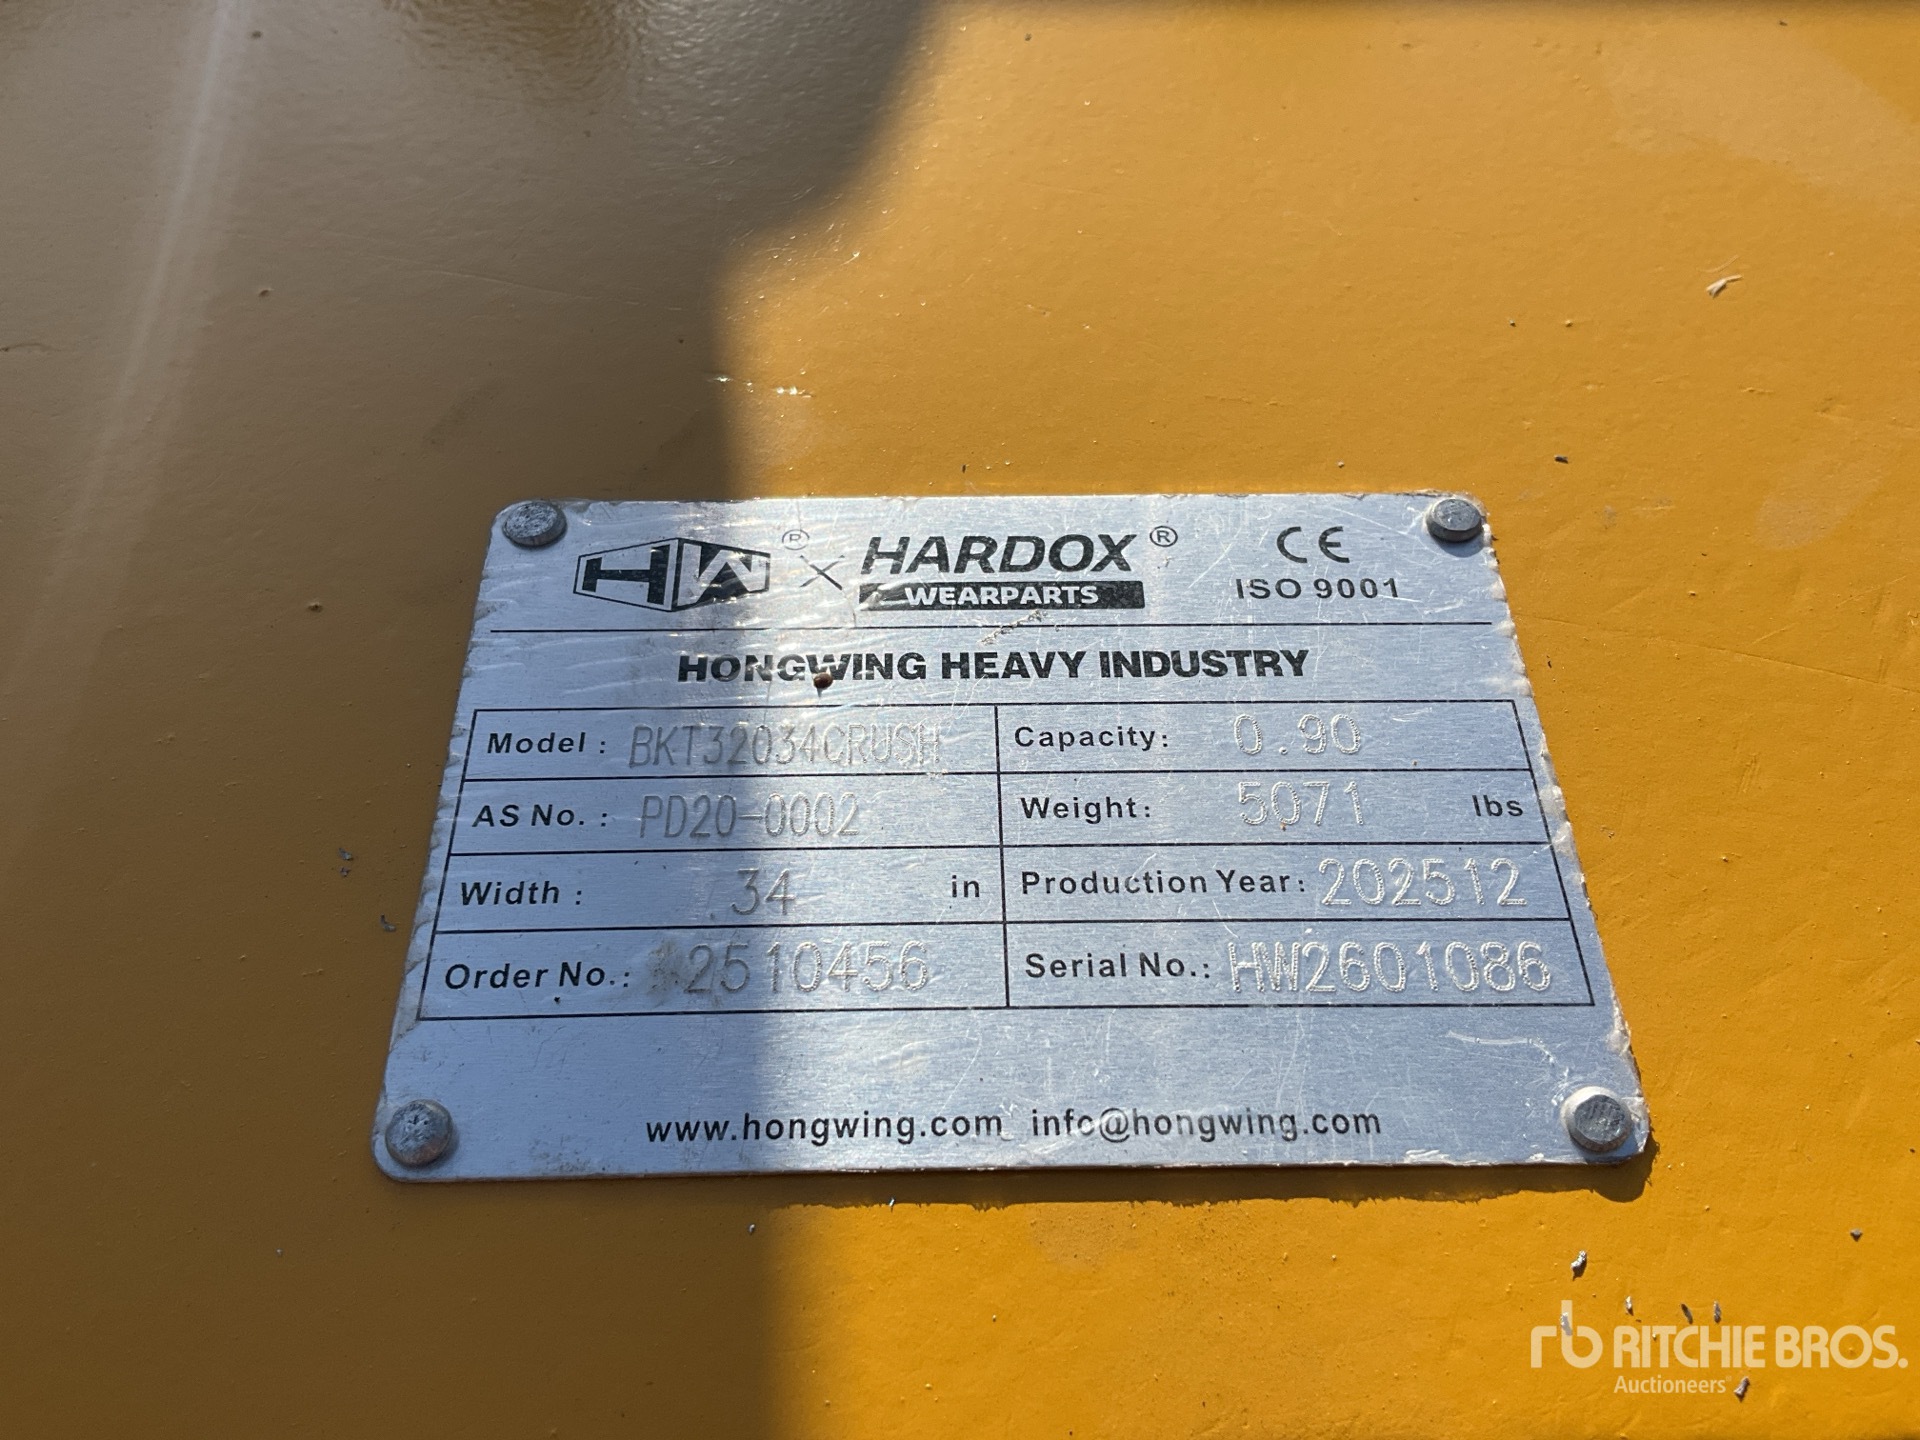 HW® X HARDOX® CE
WEARPARTS ISO 9001
HONGWING HEAVY INDUSTRY
Model: BKT32034CRUSH Capacity: 0.90
AS No.: PD20-0002 Weight: 5071 lbs
Width: .34 in Production Year: 202512
Order No.: 2510456 Serial No.: HW2601086
www.hongwing.com info@hongwing.com
rb RITCHIE BROS.
Auctioneers